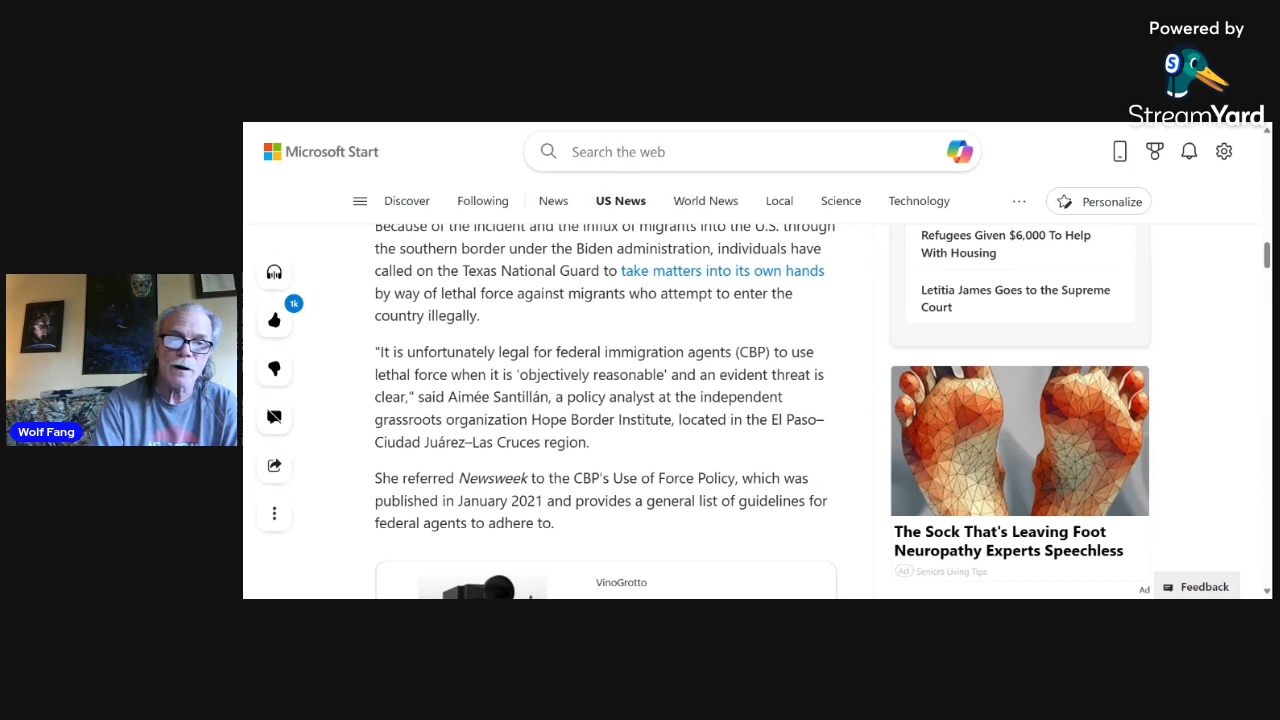 Powered by
StreamYard
Microsoft Start
Search the web
Discover
Following
News
US News
World News
Local
Science
Technology
Personalize
Because of the incident and the influx of migrants into the U.S. through
the southern border under the Biden administration, individuals have
called on the Texas National Guard to take matters into its own hands
by way of lethal force against migrants who attempt to enter the
country illegally.
"It is unfortunately legal for federal immigration agents (CBP) to use
lethal force when it is 'objectively reasonable' and an evident threat is
clear," said Aimée Santillán, a policy analyst at the independent
grassroots organization Hope Border Institute, located in the El Paso–
Ciudad Juárez–Las Cruces region.
She referred Newsweek to the CBP's Use of Force Policy, which was
published in January 2021 and provides a general list of guidelines for
federal agents to adhere to.
VinoGrotto
1k
Refugees Given $6,000 To Help
With Housing
Letitia James Goes to the Supreme
Court
The Sock That's Leaving Foot
Neuropathy Experts Speechless
Ad Seniors Living Tips
Ad
Feedback
Wolf Fang